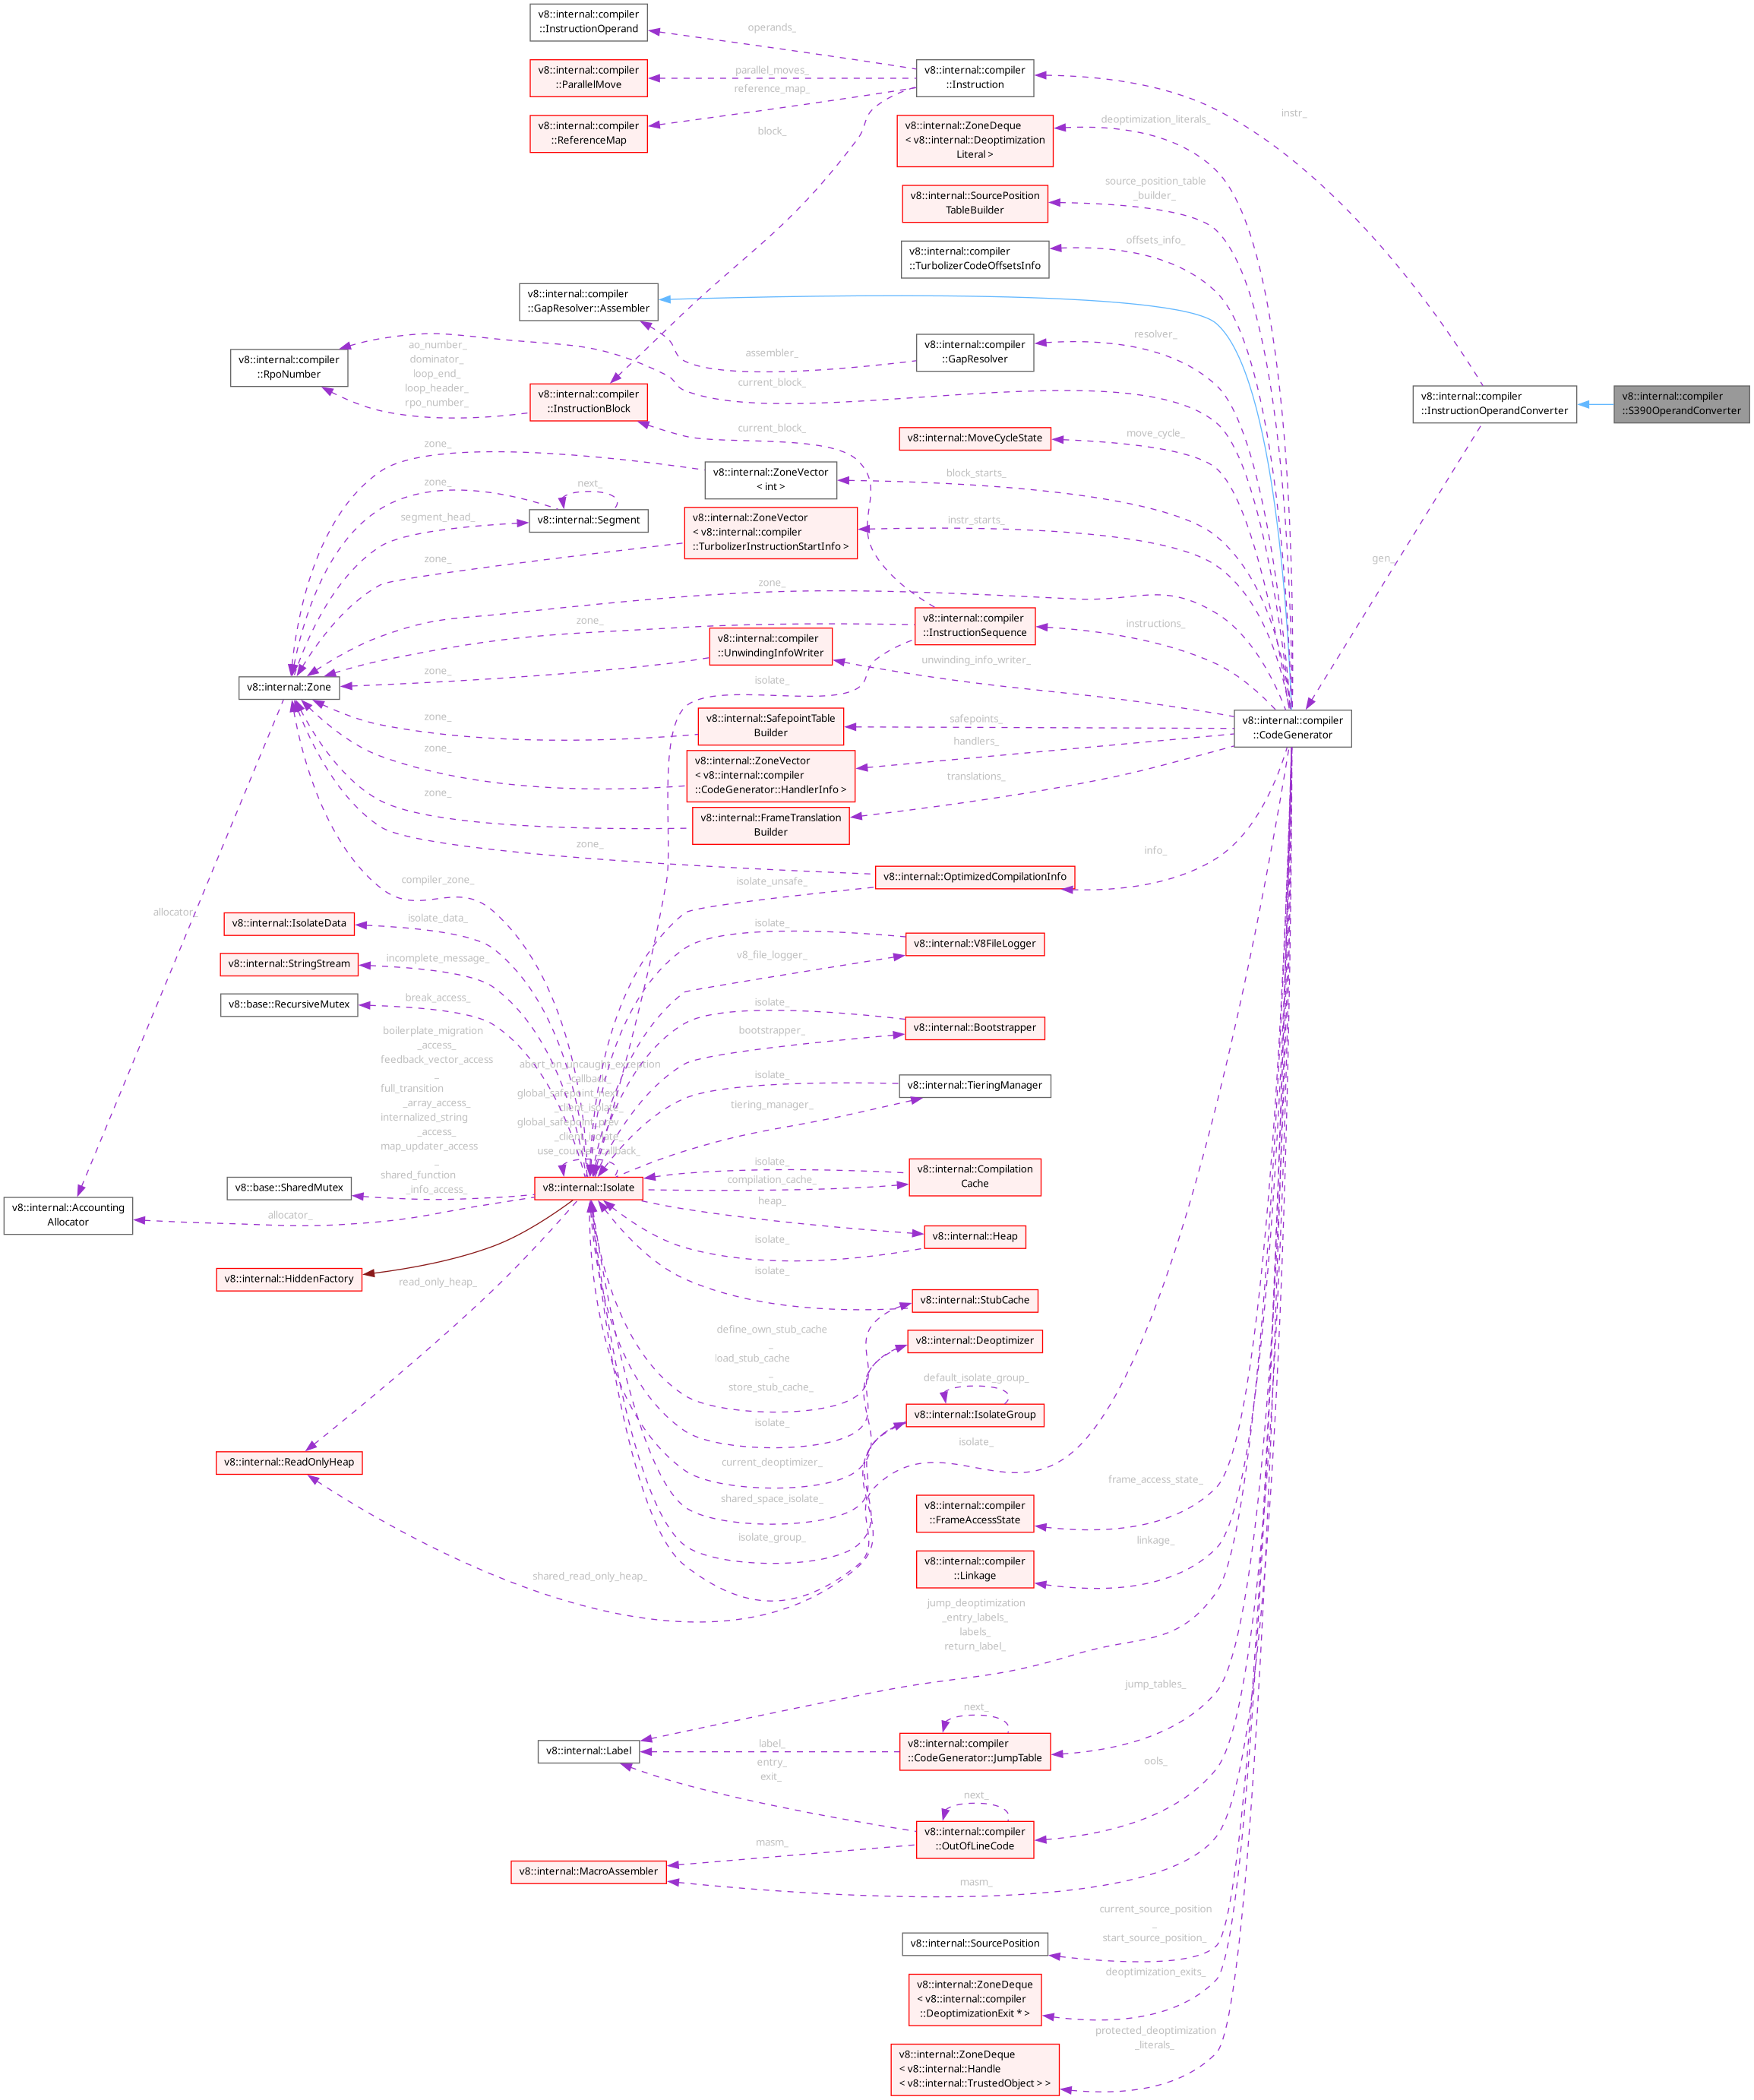 v8::internal::compiler
::InstructionOperand
operands_
v8::internal::compiler
::ParallelMove
parallel_moves_
reference_map_
v8::internal::compiler
::ReferenceMap
block_
v8::internal::compiler
::Instruction
instr_
v8::internal::ZoneDeque
< v8::internal::Deoptimization
Literal >
deoptimization_literals_
v8::internal::SourcePosition
TableBuilder
source_position_table
_builder_
v8::internal::compiler
::TurbolizerCodeOffsetsInfo
offsets_info_
v8::internal::compiler
::GapResolver::Assembler
assembler_
v8::internal::compiler
::GapResolver
resolver_
v8::internal::compiler
::RpoNumber
ao_number_
dominator_
loop_end_
loop_header_
rpo_number_
current_block_
v8::internal::compiler
::InstructionBlock
current_block_
v8::internal::compiler
::InstructionOperandConverter
v8::internal::compiler
::S390OperandConverter
v8::internal::MoveCycleState
move_cycle_
zone_
v8::internal::ZoneVector
< int >
block_starts_
zone_
next_
v8::internal::Segment
segment_head_
v8::internal::ZoneVector
< v8::internal::compiler
::TurbolizerInstructionStartInfo >
instr_starts_
zone_
gen_
zone_
zone_
v8::internal::compiler
::InstructionSequence
instructions_
v8::internal::compiler
::UnwindingInfoWriter
unwinding_info_writer_
zone_
isolate_
v8::internal::Zone
v8::internal::SafepointTable
Builder
safepoints_
zone_
v8::internal::compiler
::CodeGenerator
v8::internal::ZoneVector
< v8::internal::compiler
::CodeGenerator::HandlerInfo >
handlers_
zone_
v8::internal::FrameTranslation
Builder
translations_
zone_
zone_
v8::internal::OptimizedCompilationInfo
info_
compiler_zone_
isolate_unsafe_
allocator_
v8::internal::IsolateData
isolate_data_
v8::internal::StringStream
incomplete_message_
v8::base::RecursiveMutex
break_access_
isolate_
v8_file_logger_
v8::internal::V8FileLogger
isolate_
bootstrapper_
v8::internal::Bootstrapper
boilerplate_migration
_access_
feedback_vector_access
_
full_transition
_array_access_
internalized_string
_access_
map_updater_access
_
shared_function
_info_access_
abort_on_uncaught_exception
_callback_
global_safepoint_next
_client_isolate_
global_safepoint_prev
_client_isolate_
use_counter_callback_
isolate_
tiering_manager_
v8::internal::TieringManager
v8::base::SharedMutex
v8::internal::Isolate
isolate_
compilation_cache_
v8::internal::Compilation
Cache
v8::internal::Accounting
Allocator
allocator_
heap_
isolate_
v8::internal::Heap
v8::internal::HiddenFactory
read_only_heap_
isolate_
v8::internal::StubCache
define_own_stub_cache
_
load_stub_cache
_
store_stub_cache_
v8::internal::Deoptimizer
isolate_
default_isolate_group_
v8::internal::IsolateGroup
current_deoptimizer_
isolate_
v8::internal::ReadOnlyHeap
shared_space_isolate_
isolate_group_
shared_read_only_heap_
v8::internal::compiler
::FrameAccessState
frame_access_state_
v8::internal::compiler
::Linkage
linkage_
jump_deoptimization
_entry_labels_
labels_
return_label_
v8::internal::Label
label_
next_
v8::internal::compiler
::CodeGenerator::JumpTable
jump_tables_
entry_
exit_
next_
v8::internal::compiler
::OutOfLineCode
ools_
v8::internal::MacroAssembler
masm_
masm_
v8::internal::SourcePosition
current_source_position
_
start_source_position_
v8::internal::ZoneDeque
< v8::internal::compiler
::DeoptimizationExit * >
deoptimization_exits_
v8::internal::ZoneDeque
< v8::internal::Handle
< v8::internal::TrustedObject > >
protected_deoptimization
_literals_